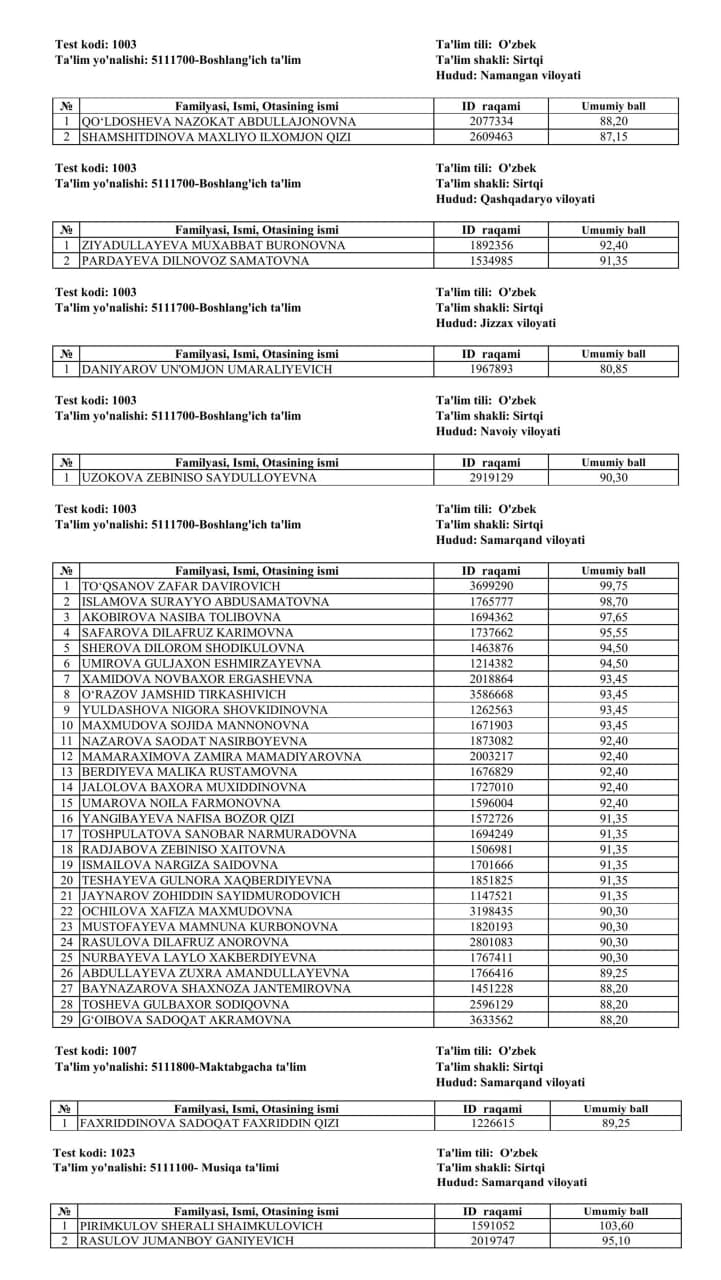 Test kodi: 1003 Ta'lim tili: O'zbek
Ta'lim yo'nalishi: 5111700-Boshlang'ich ta'lim Ta'lim shakli: Sirtqi
Hudud: Namangan viloyati
№ Familyasi, Ismi, Otasining ismi ID raqami Umumiy ball
1 QO‘LDOSHEVA NAZOKAT ABDULLAJONOVNA 2077334 88,20
2 SHAMSHITDINOVA MAXLIYO ILXOMJON QIZI 2609463 87,15
Test kodi: 1003 Ta'lim tili: O'zbek
Ta'lim yo'nalishi: 5111700-Boshlang'ich ta'lim Ta'lim shakli: Sirtqi
Hudud: Qashqadaryo viloyati
№ Familyasi, Ismi, Otasining ismi ID raqami Umumiy ball
1 ZIYADULLAYEVA MUXABBAT BURONOVNA 1892356 92,40
2 PARDAYEVA DILNOVOZ SAMATOVNA 1534985 91,35
Test kodi: 1003 Ta'lim tili: O'zbek
Ta'lim yo'nalishi: 5111700-Boshlang'ich ta'lim Ta'lim shakli: Sirtqi
Hudud: Jizzax viloyati
№ Familyasi, Ismi, Otasining ismi ID raqami Umumiy ball
1 DANIYAROV UN'OMJON UMARALIYEVICH 1967893 80,85
Test kodi: 1003 Ta'lim tili: O'zbek
Ta'lim yo'nalishi: 5111700-Boshlang'ich ta'lim Ta'lim shakli: Sirtqi
Hudud: Navoiy viloyati
№ Familyasi, Ismi, Otasining ismi ID raqami Umumiy ball
1 UZOKOVA ZEBINISO SAYDULLOYEVNA 2919129 90,30
Test kodi: 1003 Ta'lim tili: O'zbek
Ta'lim yo'nalishi: 5111700-Boshlang'ich ta'lim Ta'lim shakli: Sirtqi
Hudud: Samarqand viloyati
№ Familyasi, Ismi, Otasining ismi ID raqami Umumiy ball
1 TO‘QSANOV ZAFAR DAVIROVICH 3699290 99,75
2 ISLAMOVA SURAYYO ABDUSAMATOVNA 1765777 98,70
3 AKOBIROVA NASIBA TOLIBOVNA 1694362 97,65
4 SAFAROVA DILAFRUZ KARIMOVNA 1737662 95,55
5 SHEROVA DILOROM SHODIKULOVNA 1463876 94,50
6 UMIROVA GULJAXON ESHMIRZAYEVNA 1214382 94,50
7 XAMIDOVA NOVBAXOR ERGASHEVNA 2018864 93,45
8 O‘RAZOV JAMSHID TIRKASHIVICH 3586668 93,45
9 YULDASHOVA NIGORA SHOVKIDINOVNA 1262563 93,45
10 MAXMUDOVA SOJIDA MANNONOVNA 1671903 93,45
11 NAZAROVA SAODAT NASIRBOYEVNA 1873082 92,40
12 MAMARAXIMOVA ZAMIRA MAMADIYAROVNA 2003217 92,40
13 BERDIYEVA MALIKA RUSTAMOVNA 1676829 92,40
14 JALOLOVA BAXORA MUXIDDINOVNA 1727010 92,40
15 UMAROVA NOILA FARMONOVNA 1596004 92,40
16 YANGIBAYEVA NAFISA BOZOR QIZI 1572726 91,35
17 TOSHPULATOVA SANOBAR NARMURADOVNA 1694249 91,35
18 RADJABOVA ZEBINISO XAITOVNA 1506981 91,35
19 ISMAILOVA NARGIZA SAIDOVNA 1701666 91,35
20 TESHAYEVA GULNORA XAQBERDIYEVNA 1851825 91,35
21 JAYNAROV ZOHIDDIN SAYIDMURODOVICH 1147521 91,35
22 OCHILOVA XAFIZA MAXMUDOVNA 3198435 90,30
23 MUSTOFAYEVA MAMNUNA KURBONOVNA 1820193 90,30
24 RASULOVA DILAFRUZ ANOROVNA 2801083 90,30
25 NURBAYEVA LAYLO XAKBERDIYEVNA 1767411 90,30
26 ABDULLAYEVA ZUXRA AMANDULLAYEVNA 1766416 89,25
27 BAYNAZAROVA SHAXNOZA JANTEMIROVNA 1451228 88,20
28 TOSHEVA GULBAXOR SODIQOVNA 2596129 88,20
29 G‘OIBOVA SADOQAT AKRAMOVNA 3633562 88,20
Test kodi: 1007 Ta'lim tili: O'zbek
Ta'lim yo'nalishi: 5111800-Maktabgacha ta'lim Ta'lim shakli: Sirtqi
Hudud: Samarqand viloyati
№ Familyasi, Ismi, Otasining ismi ID raqami Umumiy ball
1 FAXRIDDINOVA SADOQAT FAXRIDDIN QIZI 1226615 89,25
Test kodi: 1023 Ta'lim tili: O'zbek
Ta'lim yo'nalishi: 5111100- Musiqa ta'limi Ta'lim shakli: Sirtqi
Hudud: Samarqand viloyati
№ Familyasi, Ismi, Otasining ismi ID raqami Umumiy ball
1 PIRIMKULOV SHERALI SHAIMKULOVICH 1591052 103,60
2 RASULOV JUMANBOY GANIYEVICH 2019747 95,10